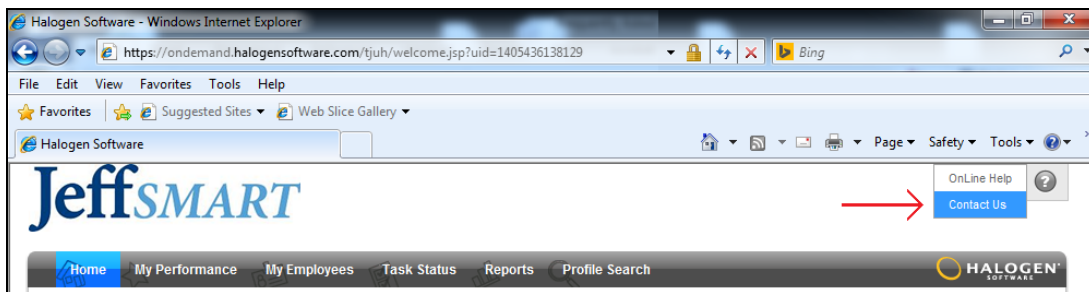 Halogen Software - Windows Internet Explorer
https://ondemand.halogensoftware.com/tjuh/welcome.jsp?uid=1405436138129 Bing
File Edit View Favorites Tools Help
Favorites Suggested Sites Web Slice Gallery
Halogen Software Page Safety Tools
JeffSMART
OnLine Help
Contact Us
Home My Performance My Employees Task Status Reports Profile Search HALOGEN
SOFTWARE